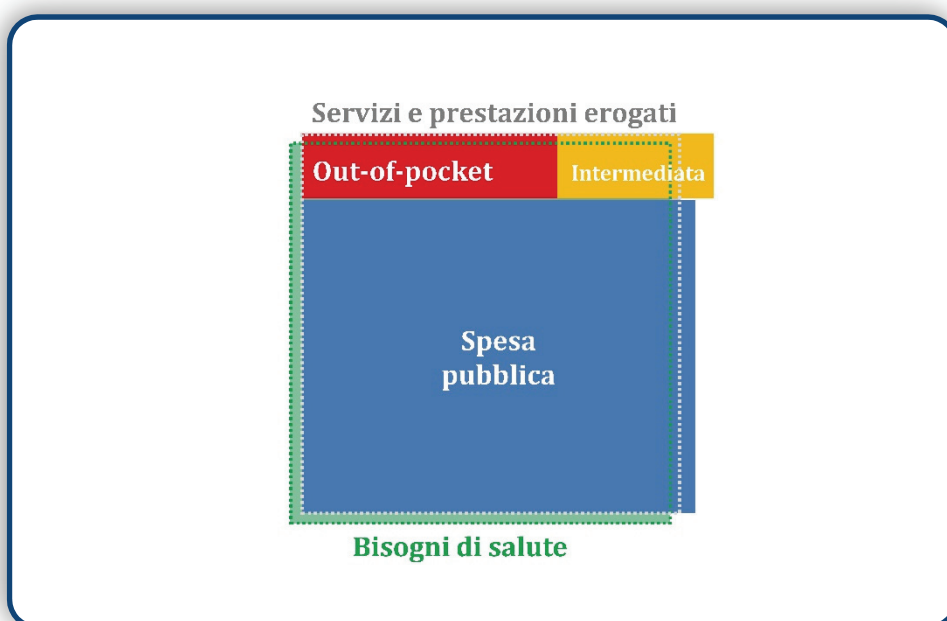 Servizi e prestazioni erogati
Out-of-pocket
Intermediata
Spesa
pubblica
Bisogni di salute